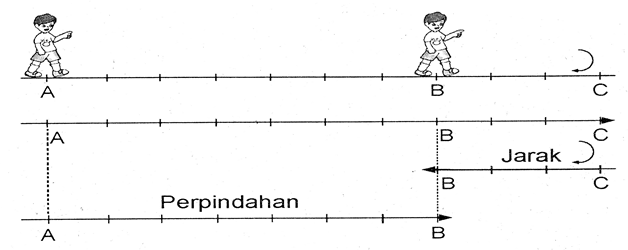 A B C
A B C
Jarak
B C
Perpindahan
A B